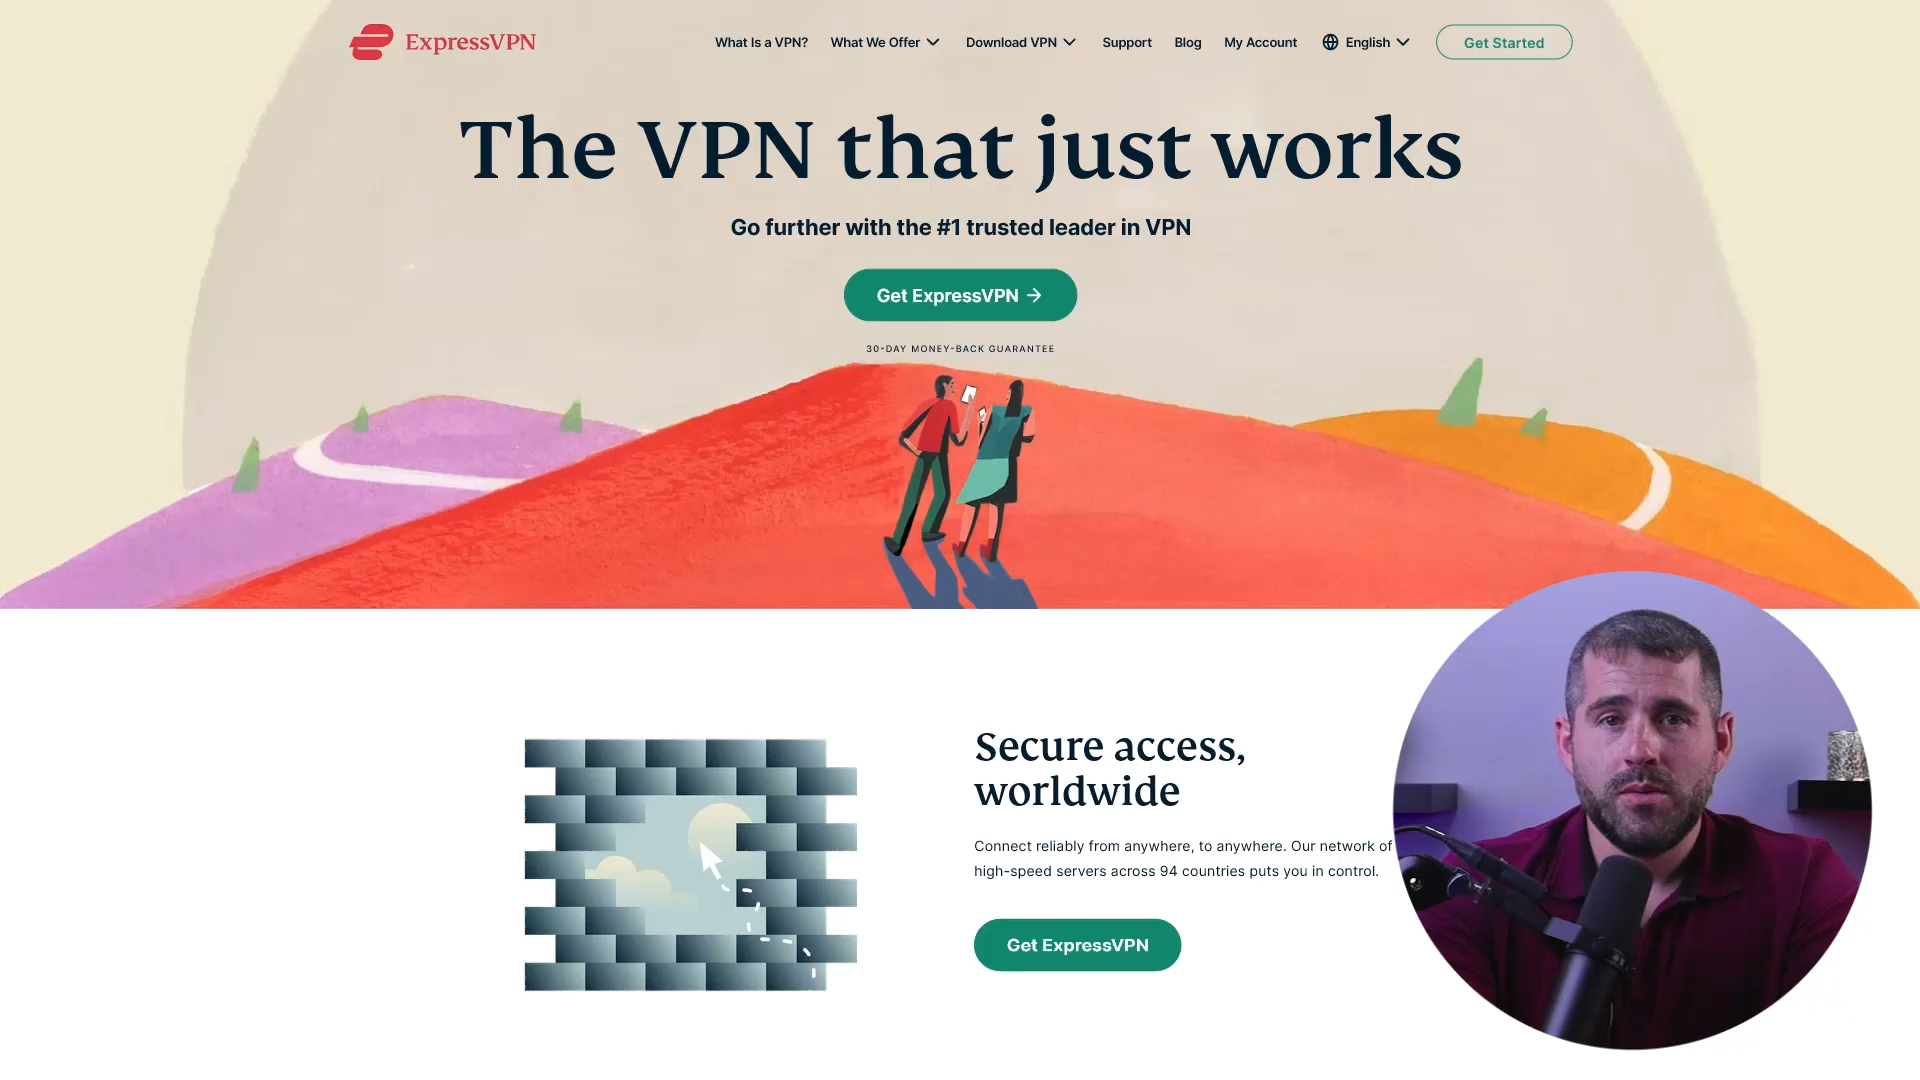 ExpressVPN
What Is a VPN?
What We Offer
Download VPN
Support
Blog
My Account
English
Get Started
The VPN that just works
Go further with the #1 trusted leader in VPN
Get ExpressVPN
30-DAY MONEY-BACK GUARANTEE
Secure access,
worldwide
Connect reliably from anywhere, to anywhere. Our network of
high-speed servers across 94 countries puts you in control.
Get ExpressVPN